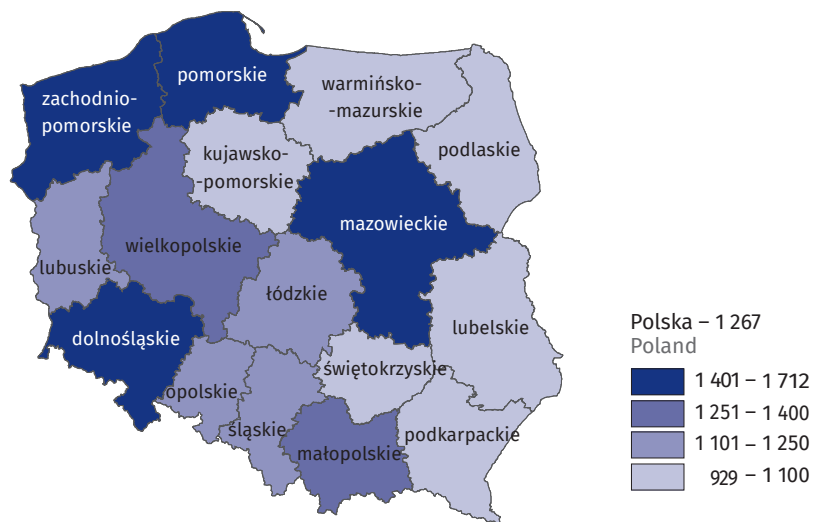 pomorskie
zachodnio-
pomorskie
warmińsko-
-mazurskie
podlaskie
kujawsko-
-pomorskie
mazowieckie
wielkopolskie
lubuskie
łódzkie
lubelskie
dolnośląskie
świętokrzyskie
opolskie
śląskie
podkarpackie
małopolskie
Polska – 1 267
Poland
1 401 – 1 712
1 251 – 1 400
1 101 – 1 250
929 – 1 100